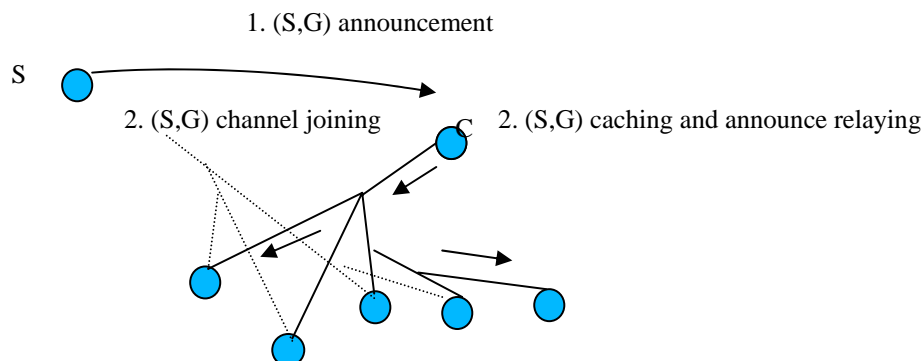 1. (S,G) announcement
S
2. (S,G) channel joining
C
2. (S,G) caching and announce relaying